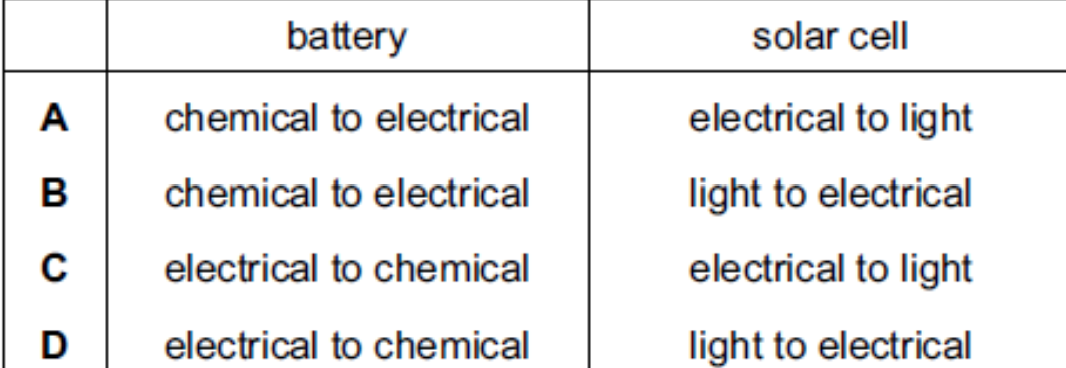 battery solar cell
A chemical to electrical electrical to light
B chemical to electrical light to electrical
C electrical to chemical electrical to light
D electrical to chemical light to electrical